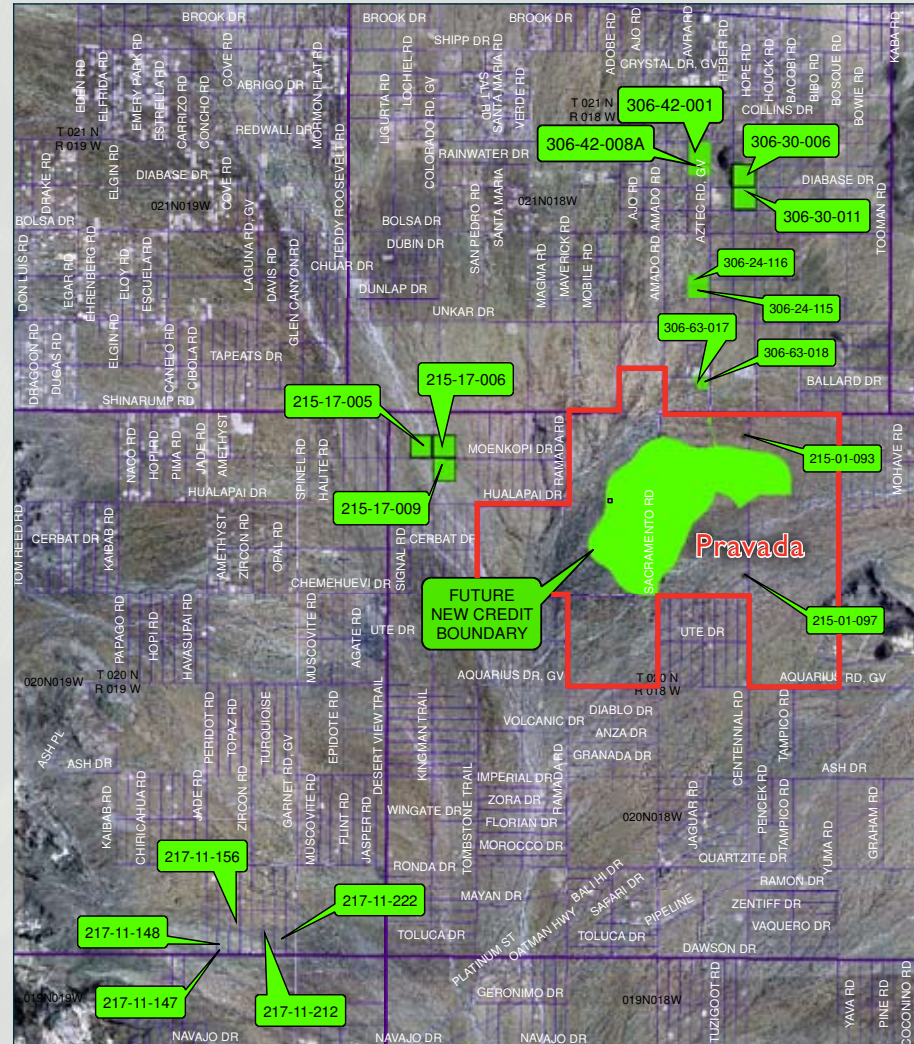 BROOK DR
BROOK DR
BROOK DR
SHIPP DR
EDEN RD
ELFRIDA RD
EMERY PARK RD
ESTRELLA RD
CARRIZO RD
CONCHO RD
COVE RD
ABRIGO DR
REDWALL DR
MORMON FLAT RD
TEDDY ROOSEVELT RD
LIGURTA RD
LOCHIEL RD
COLORADO RD, GV
SANTA MARIA RD
VERDE RD
ADOBE RD
AJO RD
CRYSTAL DR, GV
HEBER RD
HOPE RD
HOUCK RD
BACOBI RD
BIBO RD
BOSQUE RD
BOWIE RD
KABA RD
COLLINS DR
T 021 N
R 018 W
T 021 N
R 019 W
306-42-001
306-42-008A
306-30-006
306-30-011
RAINWATER DR
DIABASE DR
DIABASE DR
DRAKE RD
ELGIN RD
COVE RD
021N019W
021N018W
BOLSA DR
BOLSA DR
SAN PEDRO RD
SANTA MARIA
AJO RD
AMADO RD
AZTEC RD, GV
TOOMAN RD
DON LUIS RD
EGAR RD
EHRENBERG RD
ELOY RD
ESCUELA RD
LAGUNA RD, GV
DAVIS RD
GLEN CANYON RD
CHUAR DR
DUBIN DR
DUNLAP DR
MAGMA RD
MAVERICK RD
MOBILE RD
AMADO RD
306-24-116
306-24-115
UNKAR DR
306-63-017
306-63-018
DRAGOON RD
DUGAS RD
ELGIN RD
CANELO RD
CIBOLA RD
TAPEATS DR
SHINARUMP RD
BALLARD DR
215-17-005
215-17-006
215-17-009
215-01-093
MOENKOPI DR
RAMADA RD
MOHAVE RD
NACO RD
HOPI RD
PIMA RD
JADE RD
AMETHYST
SPINEL RD
HALITE RD
HUALAPAI DR
HUALAPAI DR
SACRAMENTO RD
Pravada
TOM REED RD
CERBAT DR
KAIBAB RD
AMETHYST
ZIRCON RD
OPAL RD
SIGNAL RD
CHEMEHUEVI DR
FUTURE
NEW CREDIT
BOUNDARY
215-01-097
PAPAGO RD
HOPI RD
HAVASUPAI RD
MUSCOVITE RD
AGATE RD
UTE DR
UTE DR
020N019W
T 020 N
R 019 W
AQUARIUS DR, GV
T 020 N
R 018 W
AQUARIUS RD, GV
ASH PL
ASH DR
PERIDOT RD
TOPAZ RD
TURQUIOISE
EPIDOTE RD
DESERT VIEW TRAIL
KINGMAN TRAIL
VOLCANIC DR
DIABLO DR
ANZA DR
GRANADA DR
CENTENNIAL RD
TAMPICO RD
ASH DR
KAIBAB RD
CHIRICAHUA RD
JADE RD
ZIRCON RD
GARNET RD, GV
MUSCOVITE RD
FLINT RD
JASPER RD
WINGATE DR
TOMBSTONE TRAIL
IMPERIAL DR
RAMADA RD
ZORA DR
FLORIAN DR
MOROCCO DR
020N018W
JAGUAR RD
PENCEK RD
TAMPICO RD
YUMA RD
GRAHAM RD
QUARTZITE DR
RONDA DR
217-11-156
217-11-222
217-11-148
217-11-147
217-11-212
MAYAN DR
BALI HI DR
SAFARI DR
PIPELINE
RAMON DR
ZENTIFF DR
VAQUERO DR
TOLUCA DR
TOLUCA DR
OATMAN HWY
PLATINUM ST
DAWSON DR
019N019W
019N018W
GERONIMO DR
TUZIGOOT RD
YAVA RD
PINE RD
COCONINO RD
NAVAJO DR
NAVAJO DR
NAVAJO DR